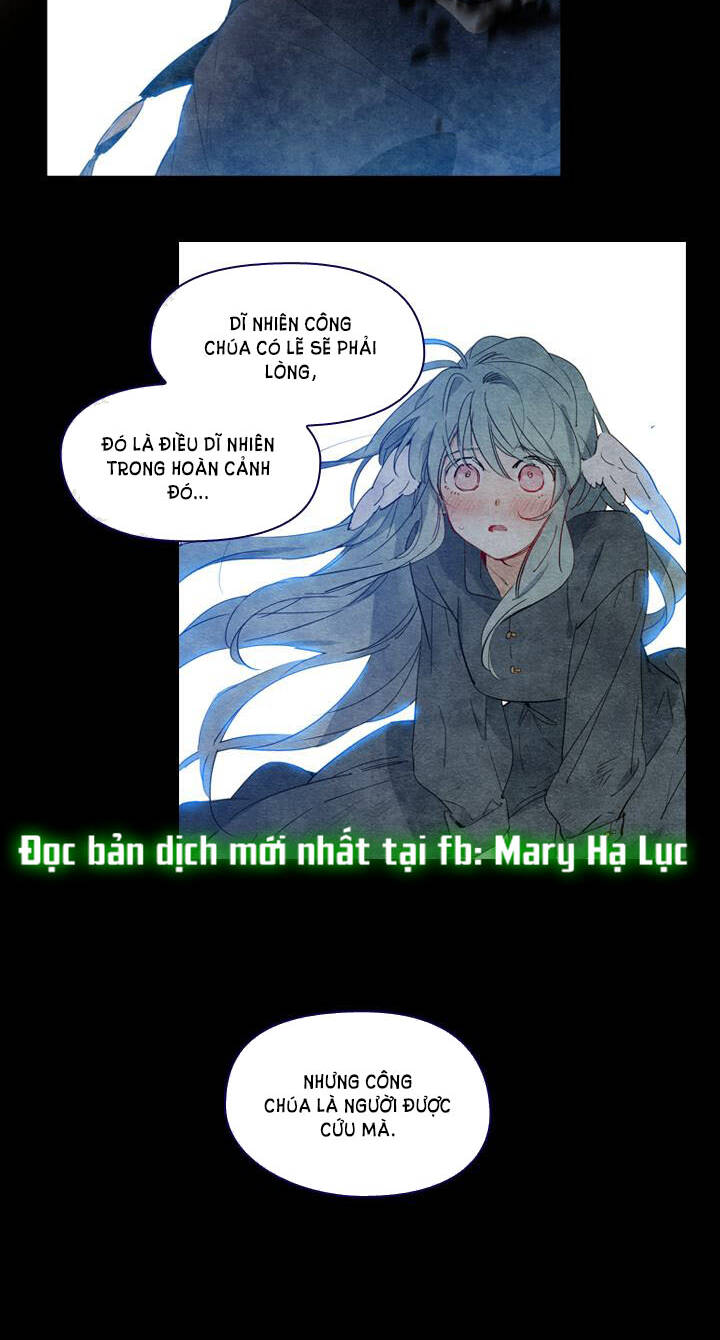 DĨ NHIÊN CÔNG
CHÚA CÓ LẼ SẼ PHẢI
LÒNG,
ĐÓ LÀ ĐIỀU DĨ NHIÊN
TRONG HOÀN CẢNH
ĐÓ...
Đọc bản dịch mới nhất tại fb: Mary Hạ Lục
NHƯNG CÔNG
CHÚA LÀ NGƯỜI ĐƯỢC
CỨU MÀ.